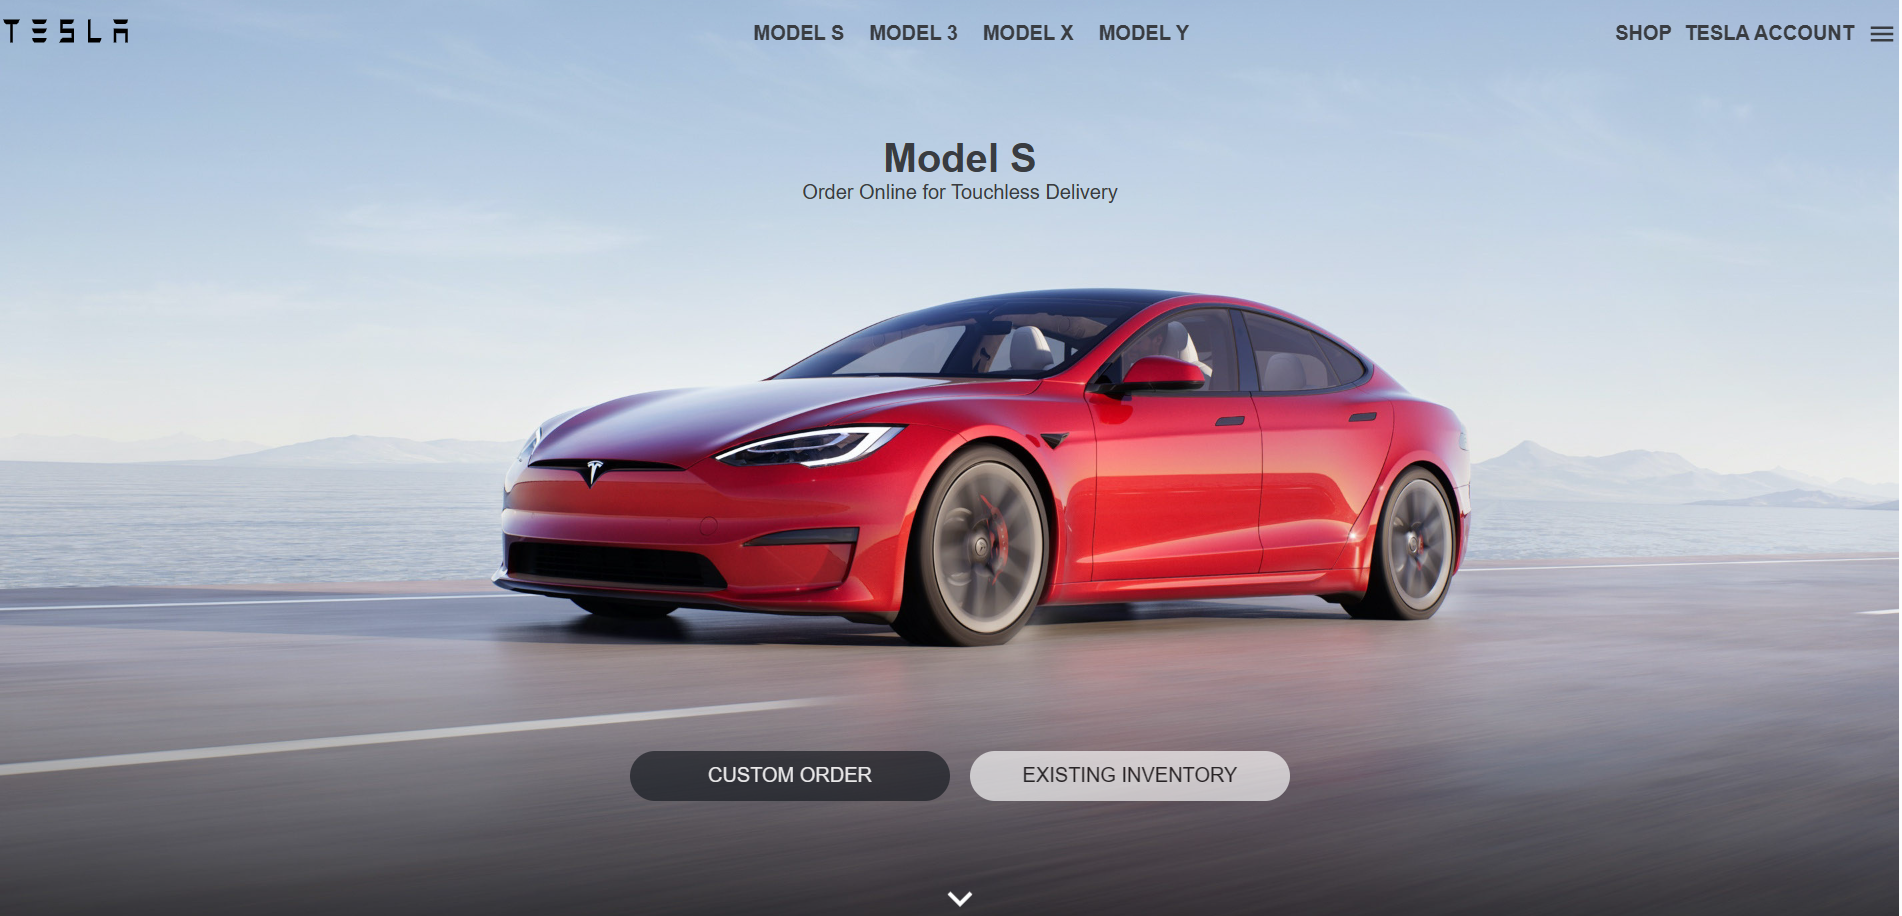 TESLA
MODEL S MODEL 3 MODEL X MODEL Y
SHOP TESLA ACCOUNT
Model S
Order Online for Touchless Delivery
CUSTOM ORDER
EXISTING INVENTORY